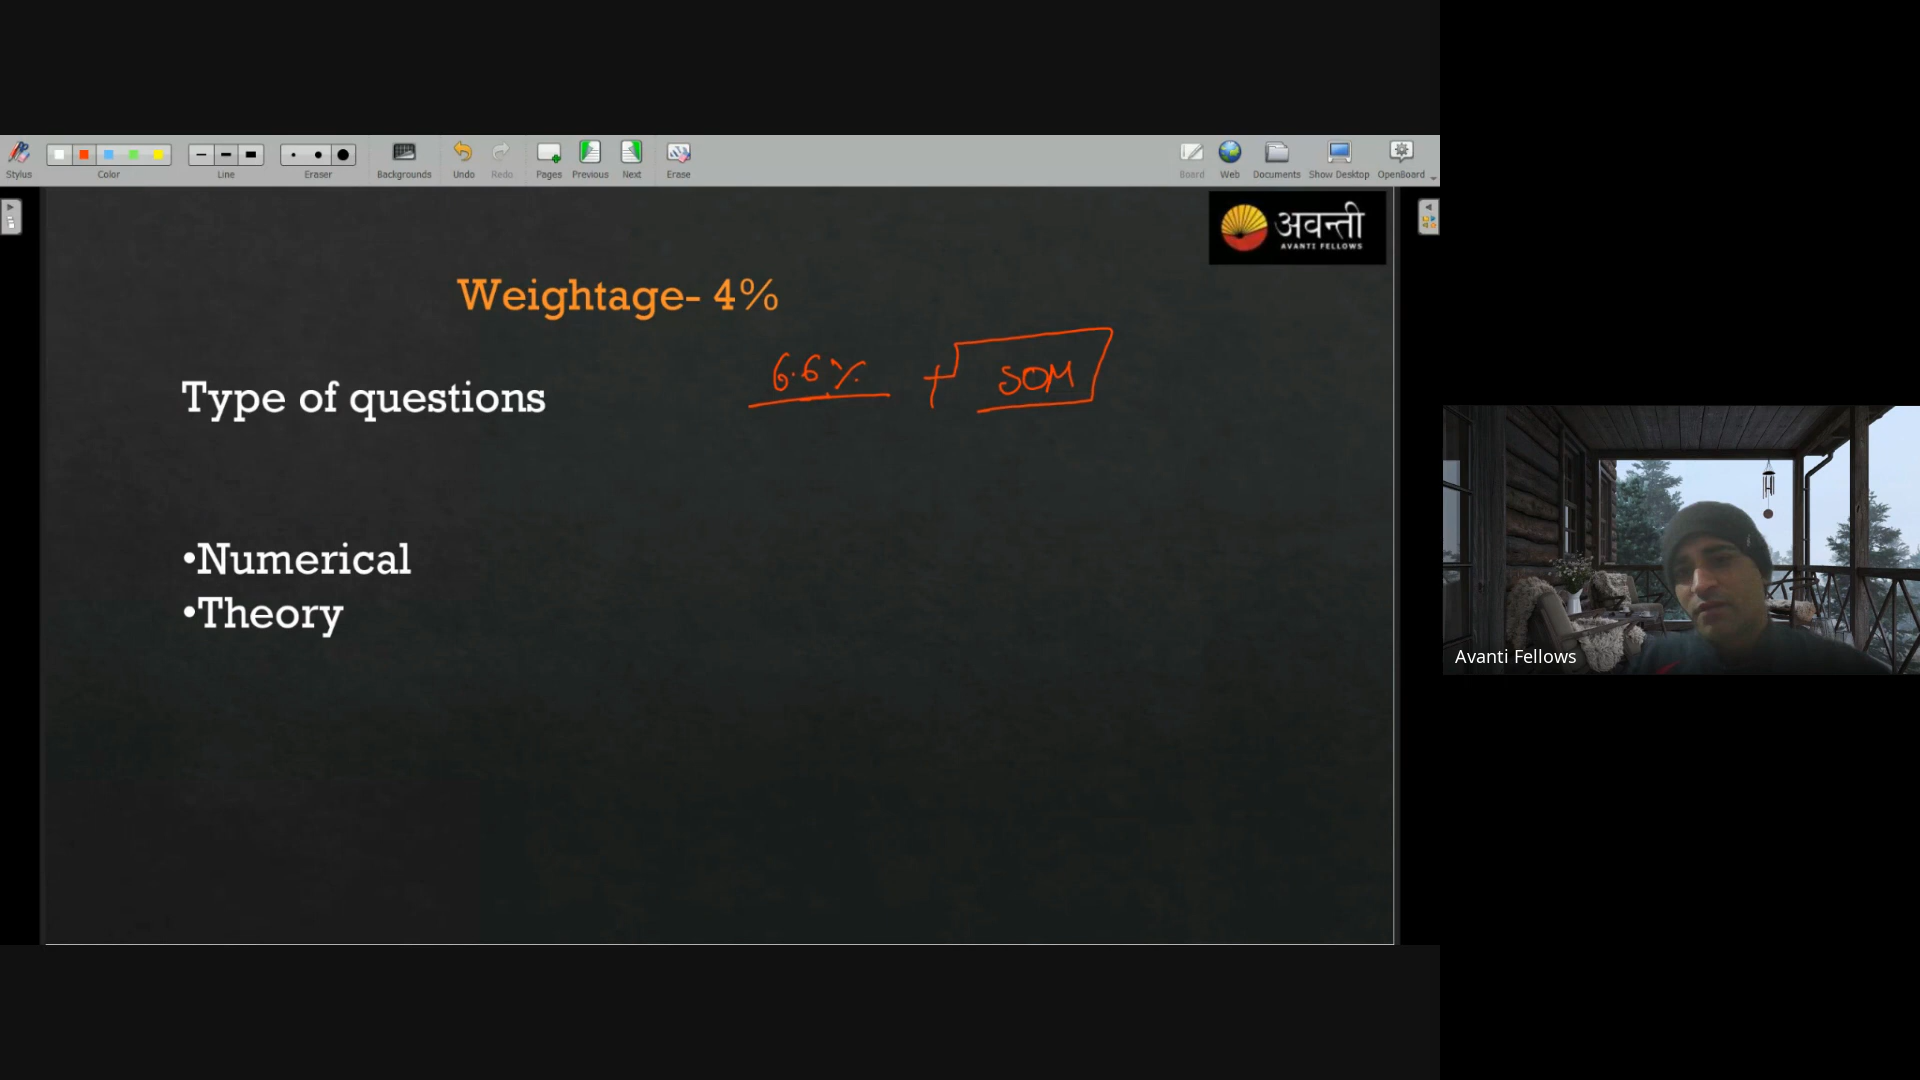 Stylus
Color
Line
Eraser
Backgrounds
Undo
Redo
Pages
Previous
Next
Erase
Board
Web
Documents
Show Desktop
OpenBoard
अवन्ती
AVANTI FELLOWS
Weightage- 4%
6.6% + SOM
Type of questions
•Numerical
•Theory
Avanti Fellows